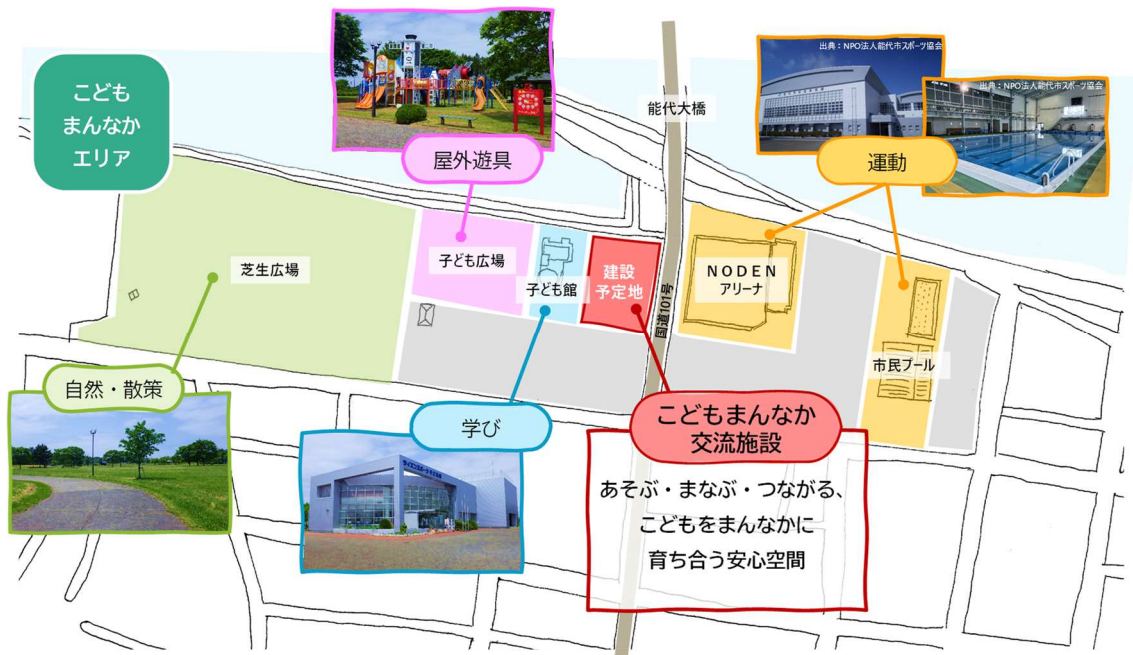 こども
まんなか
エリア
屋外遊具
能代大橋
出典：NPO法人能代市スポーツ協会
出典：NPO法人能代市スポーツ協会
運動
芝生広場
子ども広場
子ども館
建設
予定地
国道101号
ＮＯＤＥＮ
アリーナ
市民プール
自然・散策
学び
こどもまんなか
交流施設
あそぶ・まなぶ・つながる、
こどもをまんなかに
育ち合う安心空間